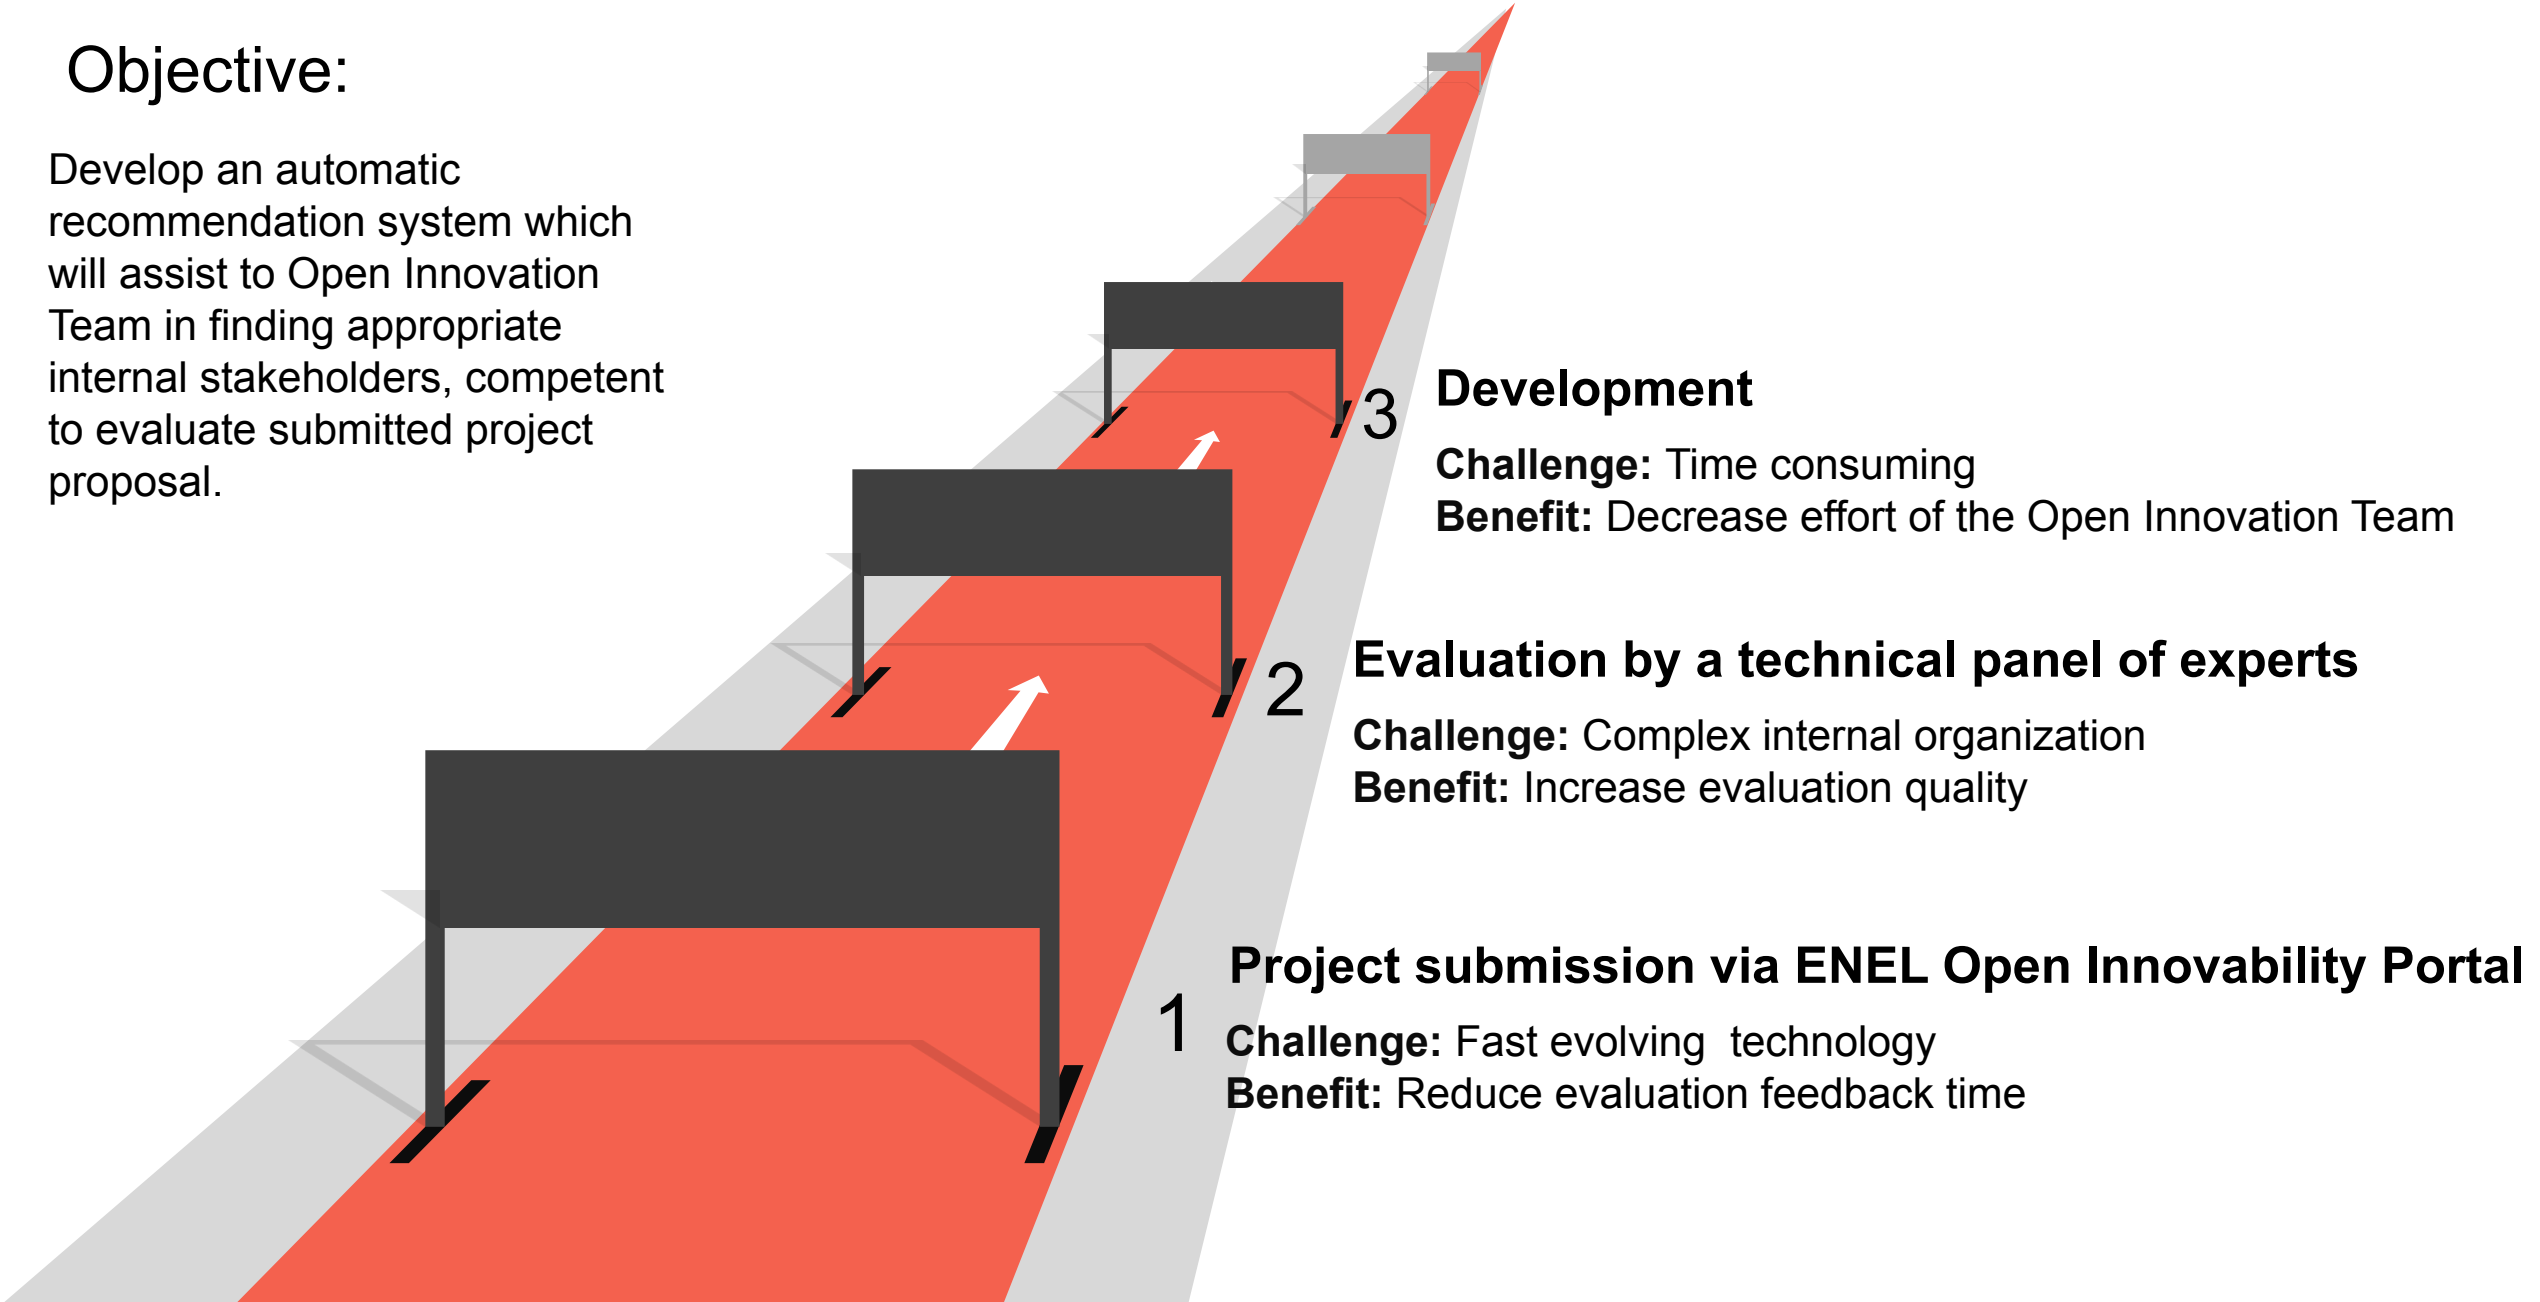 Objective:
Develop an automatic
recommendation system which
will assist to Open Innovation
Team in finding appropriate
internal stakeholders, competent
to evaluate submitted project
proposal.
3
Development
Challenge: Time consuming
Benefit: Decrease effort of the Open Innovation Team
2
Evaluation by a technical panel of experts
Challenge: Complex internal organization
Benefit: Increase evaluation quality
1
Project submission via ENEL Open Innovability Portal
Challenge: Fast evolving  technology
Benefit: Reduce evaluation feedback time